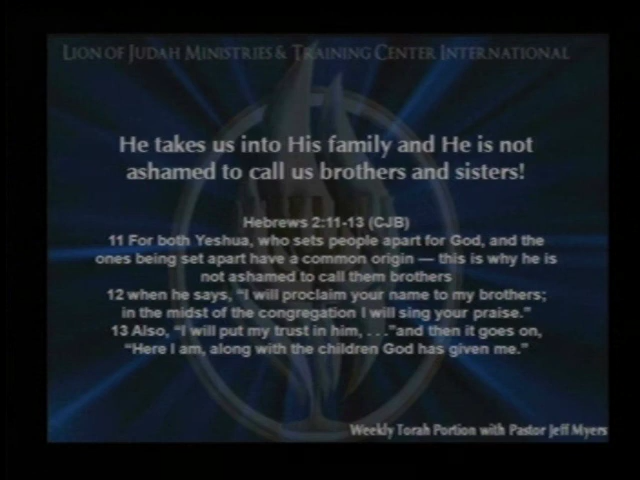 LION OF JUDAH MINISTRIES & TRAINING CENTER INTERNATIONAL
He takes us into His family and He is not
ashamed to call us brothers and sisters!
Hebrews 2:11-13 (CJB)
11 For both Yeshua, who sets people apart for God, and the
ones being set apart have a common origin — this is why he is
not ashamed to call them brothers
12 when he says, “I will proclaim your name to my brothers;
in the midst of the congregation I will sing your praise.”
13 Also, “I will put my trust in him, . . .”and then it goes on,
“Here I am, along with the children God has given me.”
Weekly Torah Portion with Pastor Jeff Myers